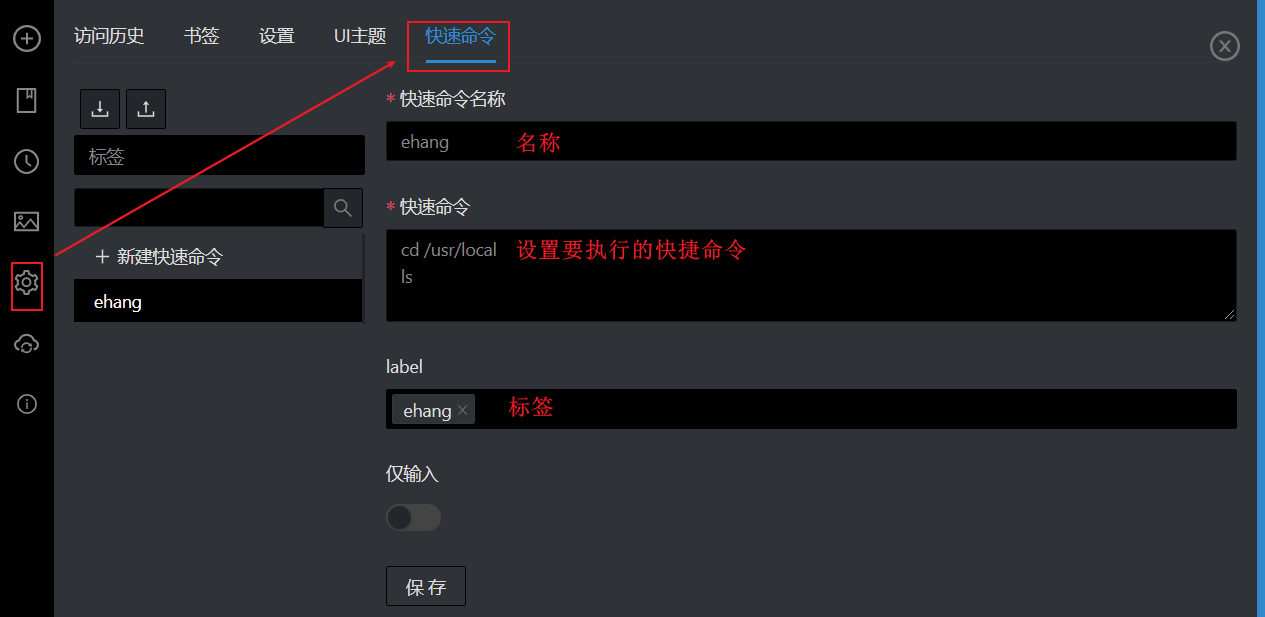 访问历史 书签 设置 UI主题 快速命令
标签
新建快速命令
ehang
* 快速命令名称
ehang 名称
* 快速命令
cd /usr/local 设置要执行的快捷命令
ls
label
ehang 标签
仅输入
保存